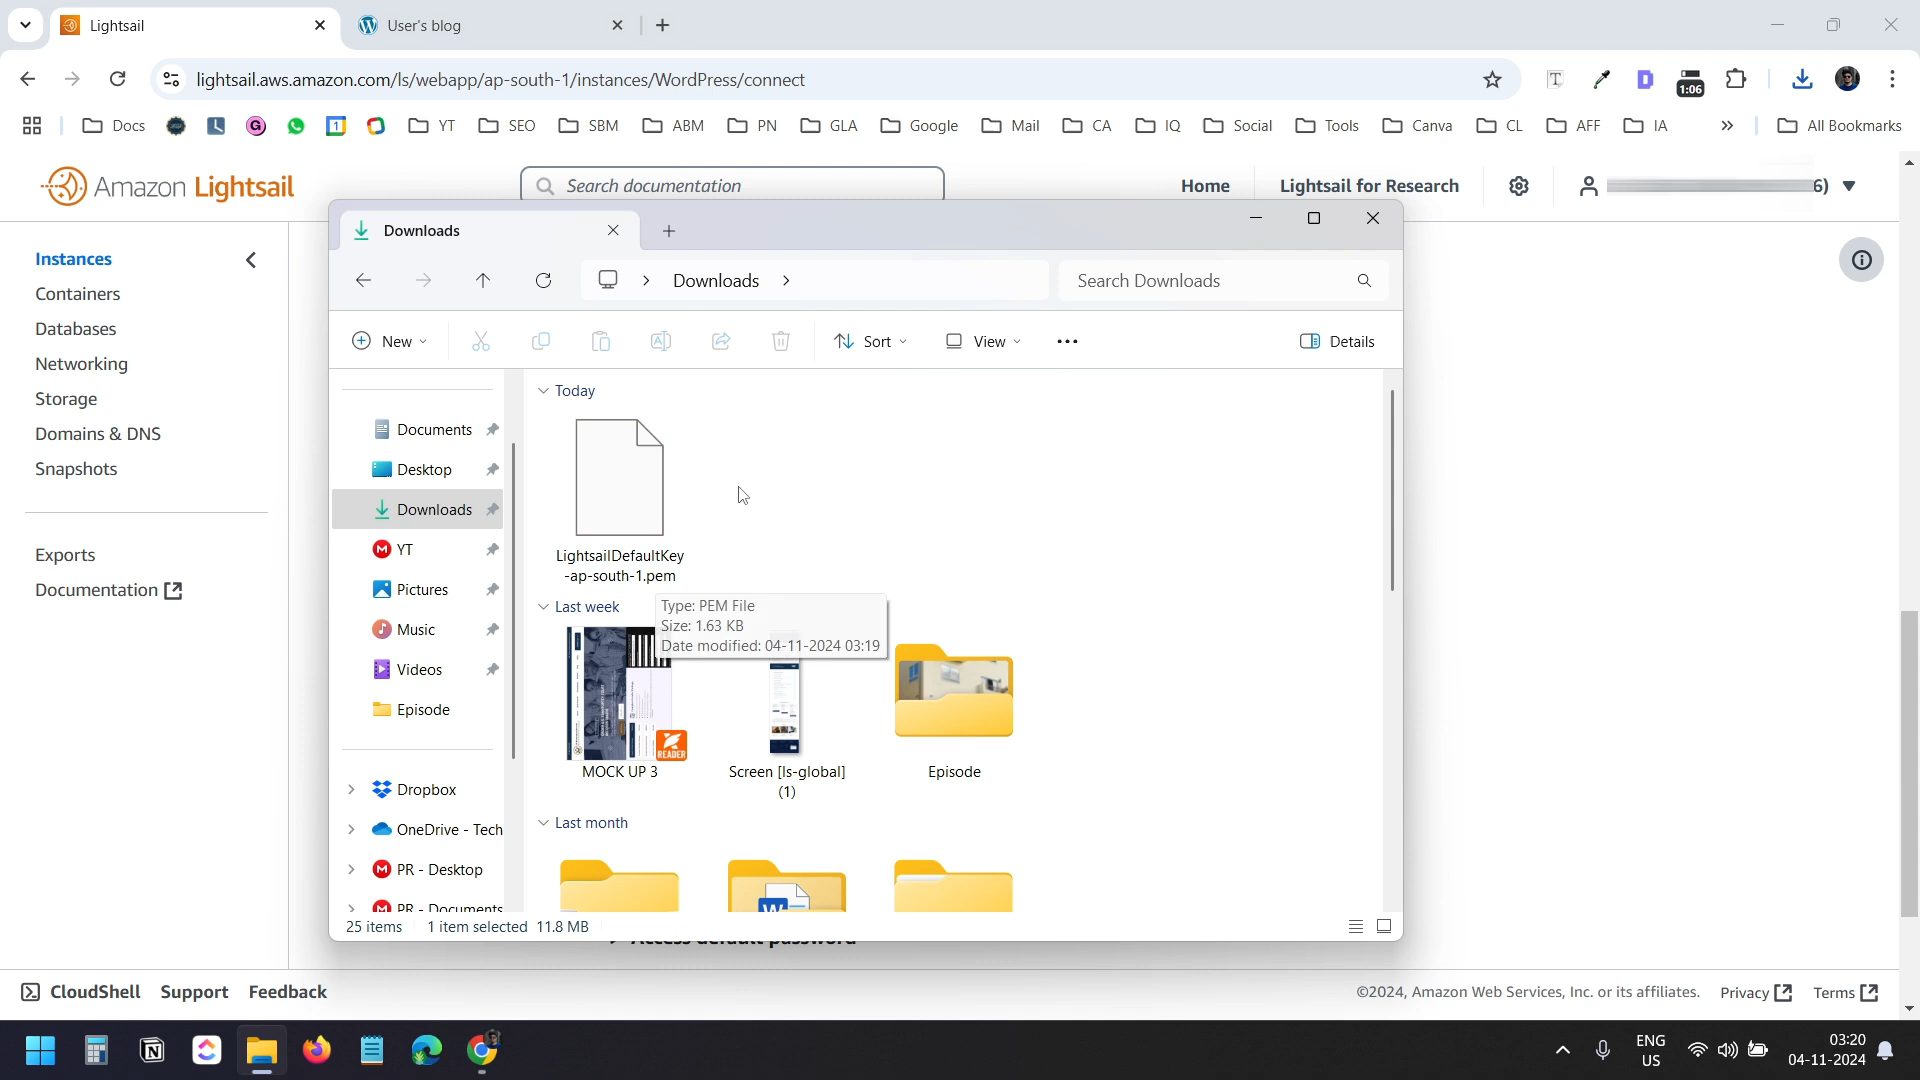 Lightsail
User's blog
lightsail.aws.amazon.com/ls/webapp/ap-south-1/instances/WordPress/connect
1:06
Docs
YT
SEO
SBM
ABM
PN
GLA
Google
Mail
CA
IQ
Social
Tools
Canva
CL
AFF
IA
All Bookmarks
Amazon Lightsail
Search documentation
Home
Lightsail for Research
6)
Instances
Containers
Databases
Networking
Storage
Domains & DNS
Snapshots
Exports
Documentation
Downloads
Downloads
Search Downloads
New
Sort
View
Details
Documents
Desktop
Downloads
YT
Pictures
Music
Videos
Episode
Dropbox
OneDrive - Tech
PR - Desktop
PR - Documents
Today
LightsailDefaultKey
-ap-south-1.pem
Last week
Type: PEM File
Size: 1.63 KB
Date modified: 04-11-2024 03:19
READER
MOCK UP 3
Screen [ls-global]
(1)
Episode
Last month
25 items
1 item selected 11.8 MB
Access default password
CloudShell
Support
Feedback
©2024, Amazon Web Services, Inc. or its affiliates.
Privacy
Terms
ENG
US
03:20
04-11-2024